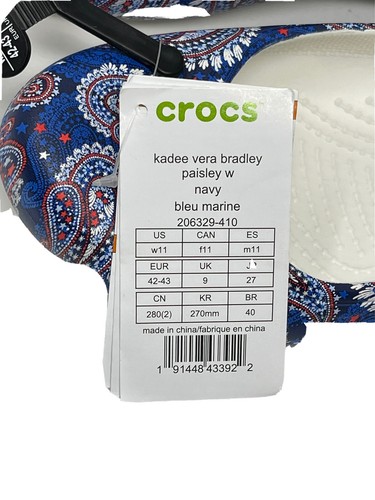 42-43
crocs
kadee vera bradley
paisley w
navy
bleu marine
206329-410
US CAN ES
w11 f11 m11
EUR UK
42-43 9 27
CN KR BR
280(2) 270mm 40
made in china/fabrique en china
1 91448 43392 2